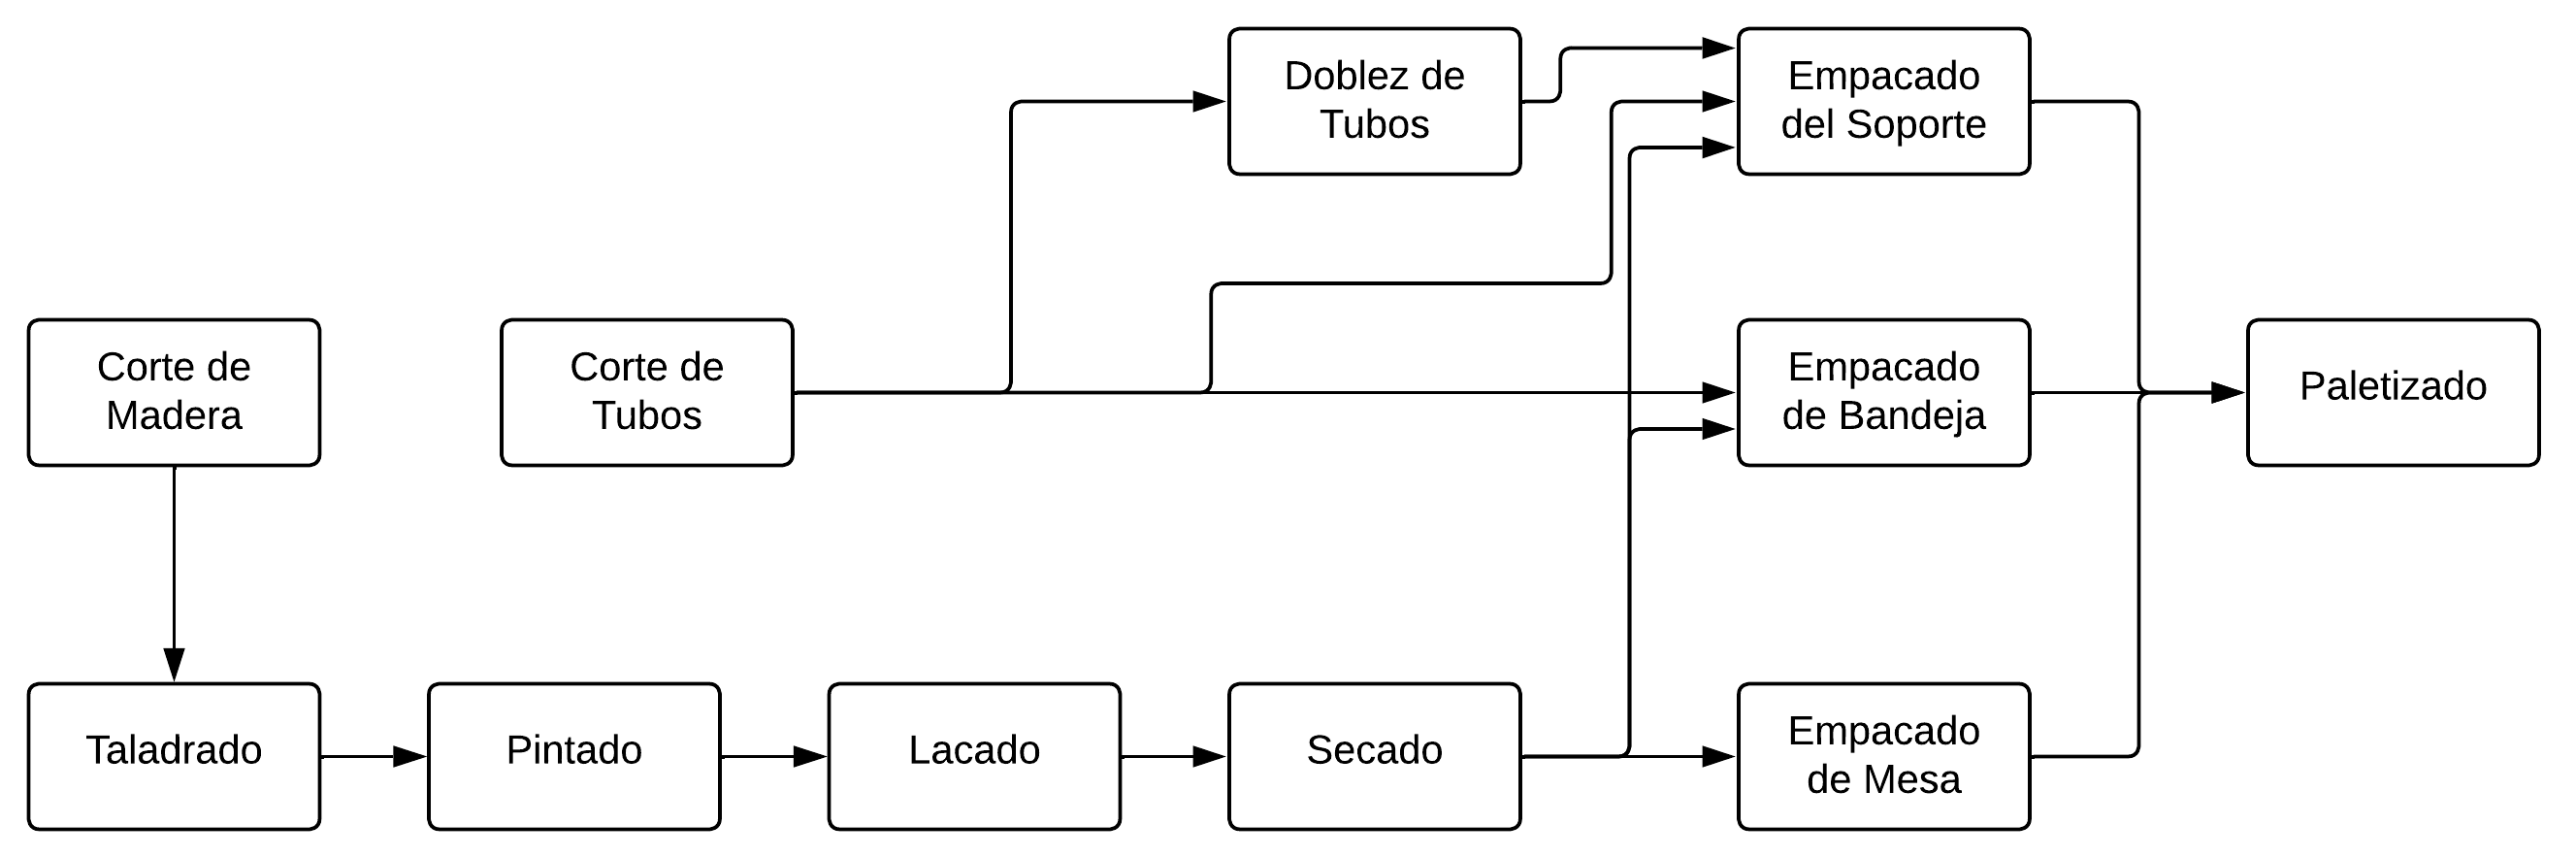 Doblez de
Tubos
Empacado
del Soporte
Corte de
Madera
Corte de
Tubos
Empacado
de Bandeja
Paletizado
Taladrado
Pintado
Lacado
Secado
Empacado
de Mesa